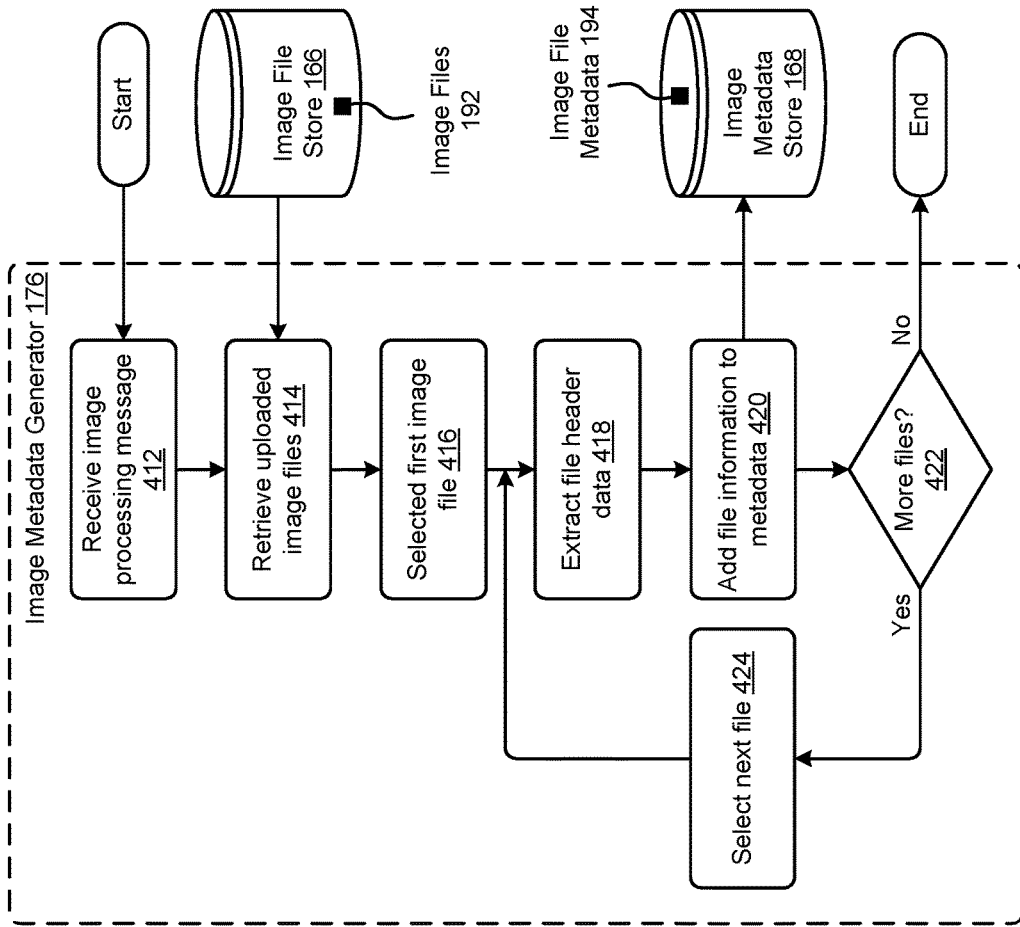 Image Metadata Generator 176
Start
Receive image
processing message
412
Image File
Store 166
Image Files
192
Retrieve uploaded
image files 414
Selected first image
file 416
Extract file header
data 418
Image File
Metadata 194
Image
Metadata
Store 168
Add file information to
metadata 420
Select next file 424
More files?
422
Yes
No
End